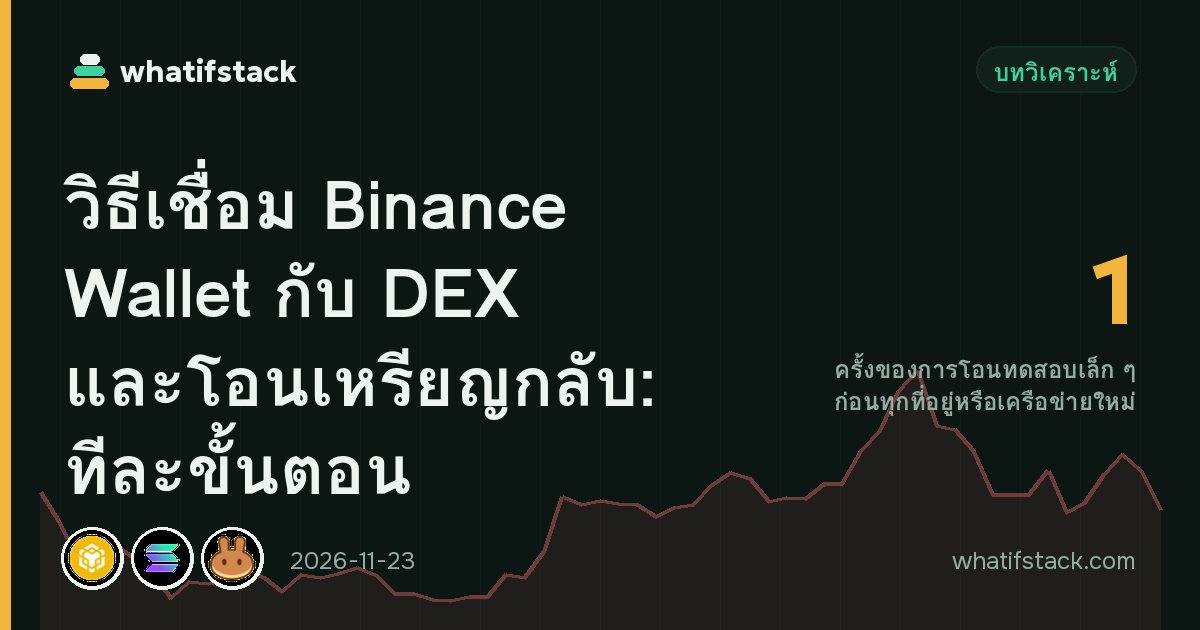 whatifstack
บทวิเคราะห์
วิธีเชื่อม Binance
Wallet กับ DEX
และโอนเหรียญกลับ:
ทีละขั้นตอน
1
ครั้งของการโอนทดสอบเล็ก ๆ
ก่อนทุกที่อยู่หรือเครือข่ายใหม่
2026-11-23
whatifstack.com